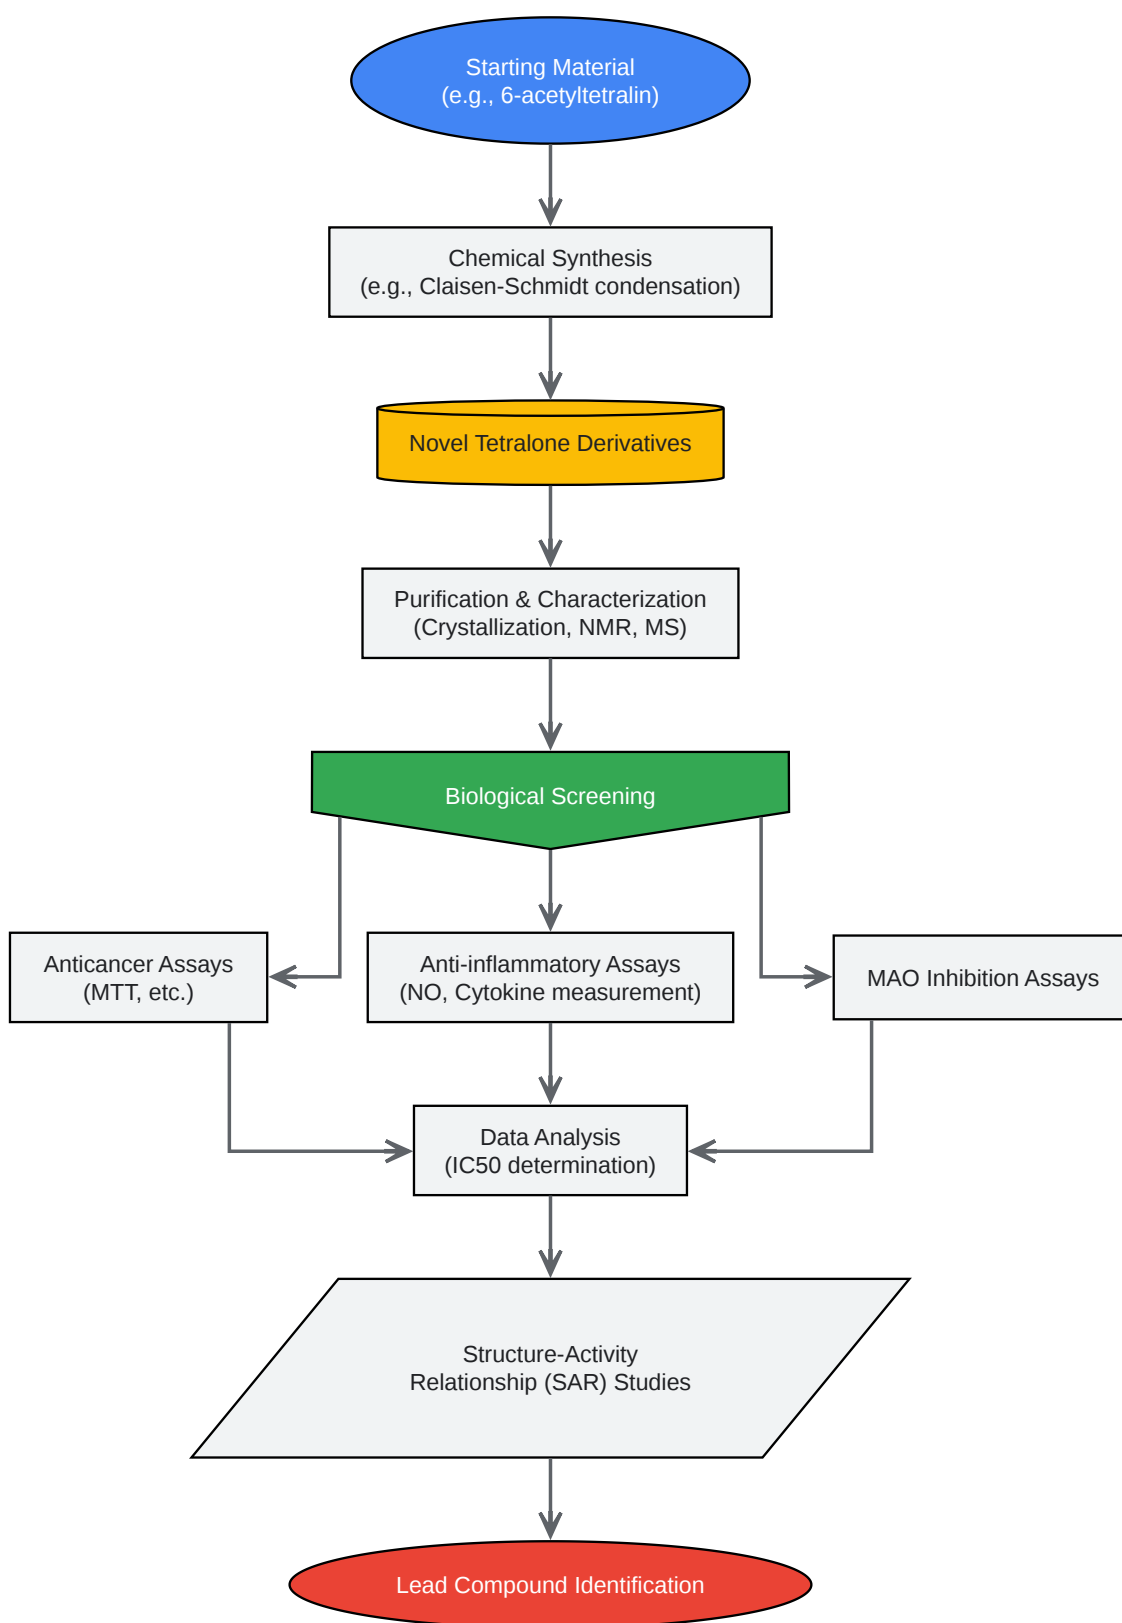 Starting Material
(e.g., 6-acetyltetralin)
Chemical Synthesis
(e.g., Claisen-Schmidt condensation)
Novel Tetralone Derivatives
Purification & Characterization
(Crystallization, NMR, MS)
Biological Screening
Anticancer Assays
(MTT, etc.)
Anti-inflammatory Assays
(NO, Cytokine measurement)
MAO Inhibition Assays
Data Analysis
(IC50 determination)
Structure-Activity
Relationship (SAR) Studies
Lead Compound Identification